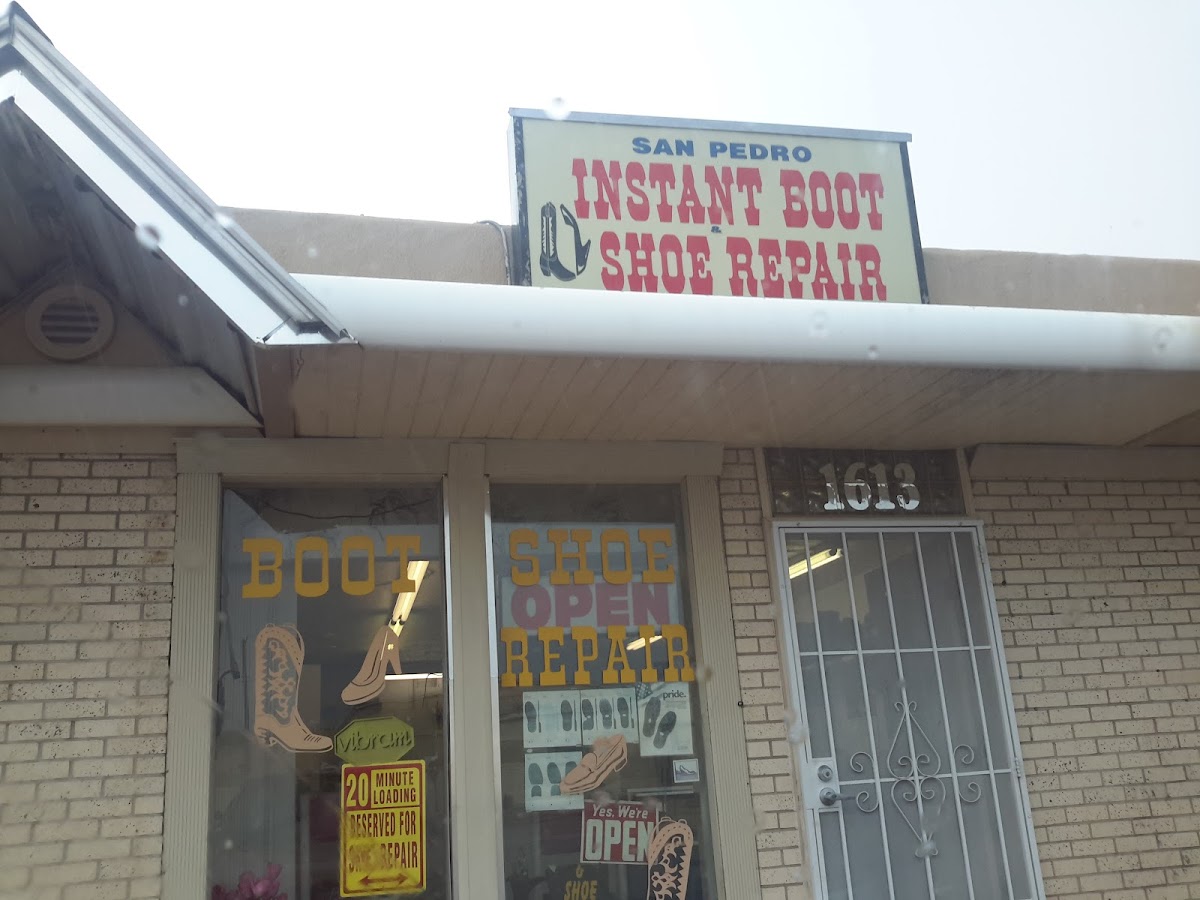 SAN PEDRO
INSTANT BOOT
&
SHOE REPAIR
1613
BOOT
SHOE
OPEN
REPAIR
pride.
vibram
20 MINUTE
LOADING
RESERVED FOR
SHOE REPAIR
Yes, We're
OPEN
&
SHOE